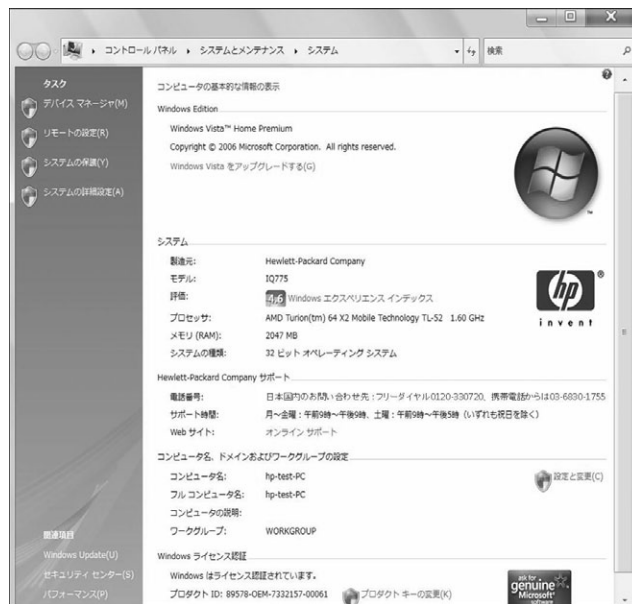 コントロール パネル ▸ システムとメンテナンス ▸ システム
検索
タスク
デバイス マネージャ(M)
リモートの設定(R)
システムの保護(Y)
システムの詳細設定(A)
関連項目
Windows Update(U)
セキュリティ センター(S)
パフォーマンス(P)
コンピュータの基本的な情報の表示
Windows Edition
Windows Vista™ Home Premium
Copyright © 2006 Microsoft Corporation. All rights reserved.
Windows Vista をアップグレードする(G)
システム
製造元: Hewlett-Packard Company
モデル: IQ775
評価: 4.6 Windows エクスペリエンス インデックス
プロセッサ: AMD Turion(tm) 64 X2 Mobile Technology TL-52 1.60 GHz
メモリ (RAM): 2047 MB
システムの種類: 32 ビット オペレーティング システム
hp
invent
Hewlett-Packard Company サポート
電話番号: 日本国内のお問い合わせ先：フリーダイヤル0120-330720、携帯電話からは03-6830-1755
サポート時間: 月～金曜：午前9時～午後9時、土曜：午前9時～午後5時（いずれも祝日を除く）
Web サイト: オンライン サポート
コンピュータ名、ドメインおよびワークグループの設定
コンピュータ名: hp-test-PC
設定と変更(C)
フル コンピュータ名: hp-test-PC
コンピュータの説明:
ワークグループ: WORKGROUP
Windows ライセンス認証
Windows はライセンス認証されています。
プロダクト ID: 89578-OEM-7332157-00061
プロダクト キーの変更(K)
ask for
genuine
Microsoft
software